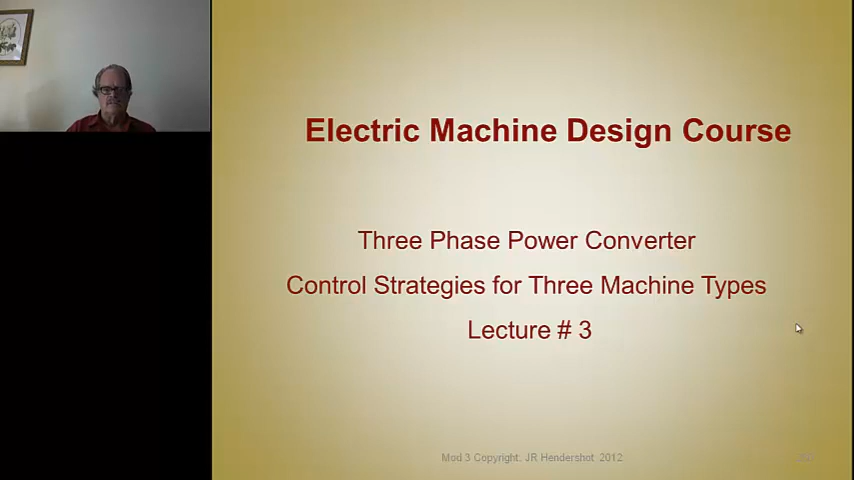 Electric Machine Design Course
Three Phase Power Converter
Control Strategies for Three Machine Types
Lecture # 3
Mod 3 Copyright: JR Hendershot 2012